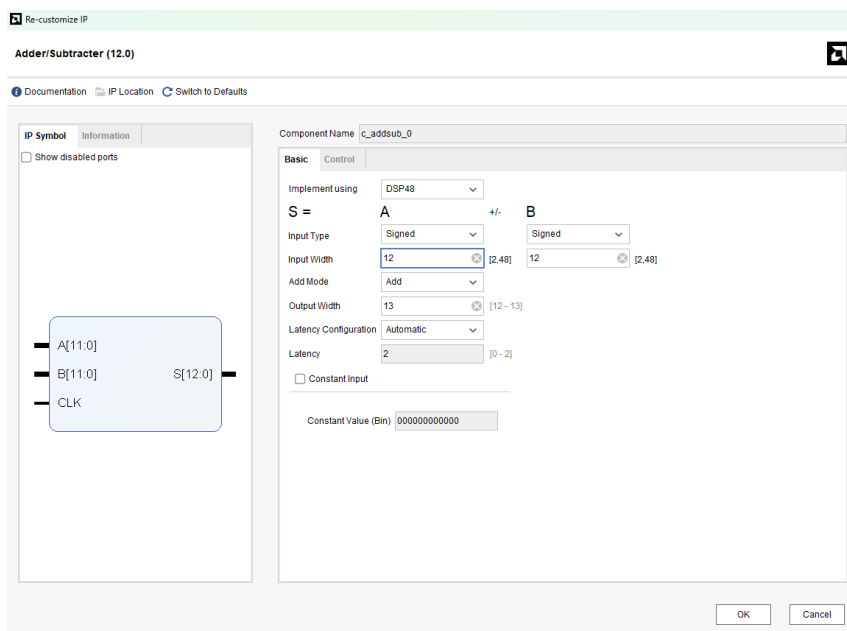 Re-customize IP
Adder/Subtracter (12.0)
Documentation IP Location Switch to Defaults
IP Symbol Information
Show disabled ports
A[11:0]
B[11:0] S[12:0]
CLK
Component Name c_addsub_0
Basic Control
Implement using DSP48
S = A +/- B
Input Type Signed Signed
Input Width 12 [2,48] 12 [2,48]
Add Mode Add
Output Width 13 [12 - 13]
Latency Configuration Automatic
Latency 2 [0 - 2]
Constant Input
Constant Value (Bin) 000000000000
OK Cancel